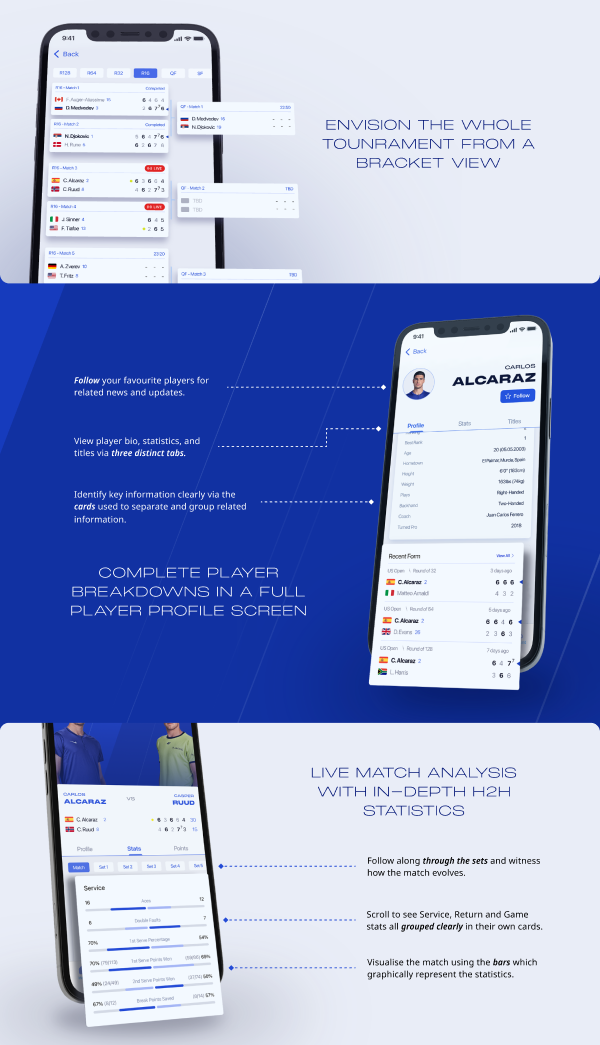 9:41
Back
R128 R64 R32 R16 QF SF
R16 - Match 1 Completed
F. Auger-Aliassime 15 6 4 6 4
D. Medvedev 3
R16 - Match 2 Completed
N.Djokovic 1 5 6 4 7 6
H.Rune 6 6 2 6 7 6
R16 - Match 3 R3 LIVE
C. Alcaraz 2 6 3 6 6 4
C. Ruud 8 4 6 2 7 3
R16 - Match 4 R3 LIVE
J. Sinner 4 6 4 5
F. Tiafoe 12 2 6 5
R16 - Match 5 23:20
A. Zverev 10 - - -
T. Fritz 9 - - -
QF - Match 1 23:20
D. Medvedev 16 - - -
N. Djokovic 19 - - -
QF - Match 2 TBD
TBD - - -
TBD - - -
QF - Match 3 TBD
ENVISION THE WHOLE
TOUNRAMENT FROM A
BRACKET VIEW
Follow your favourite players for
related news and updates.
View player bio, statistics, and
titles via three distinct tabs.
Identify key information clearly via the
cards used to separate and group related
information.
COMPLETE PLAYER
BREAKDOWNS IN A FULL
PLAYER PROFILE SCREEN
9:41
Back
CARLOS
ALCARAZ
Follow
Profile Stats Titles
1
Age 20 (05.05.2003)
Hometown El Palmar, Murcia, Spain
Height 6'0" (183cm)
Weight 163lbs (74kg)
Plays Right-Handed
Backhand Two-Handed
Coach Juan Carlos Ferrero
Turned Pro 2018
Recent Form View All
US Open \ Round of 32 3 days ago
C. Alcaraz 2 6 6 6
Matteo Arnaldi 4 3 2
US Open \ Round of 64 5 days ago
C. Alcaraz 2 6 6 4 6
D. Evans 26 2 3 6 3
US Open \ Round of 128 7 days ago
C. Alcaraz 2 6 4 7 7
L. Harris 3 6 6
CARLOS
ALCARAZ
VS
CASPER
RUUD
C. Alcaraz 2 6 3 6 5 4 30
C. Ruud 8 4 6 2 7 3 15
Profile Stats Points
Match Set 1 Set 2 Set 3 Set 4 Set 5
Service
16 Aces 12
6 Double Faults 7
70% 1st Serve Percentage 54%
70% (79/113) 1st Serve Points Won 69%
49% (24/49) 2nd Serve Points Won 50%
67% (8/12) Break Points Saved (8/14) 57%
LIVE MATCH ANALYSIS
WITH IN-DEPTH H2H
STATISTICS
Follow along through the sets and witness
how the match evolves.
Scroll to see Service, Return and Game
stats all grouped clearly in their own cards.
Visualise the match using the bars which
graphically represent the statistics.